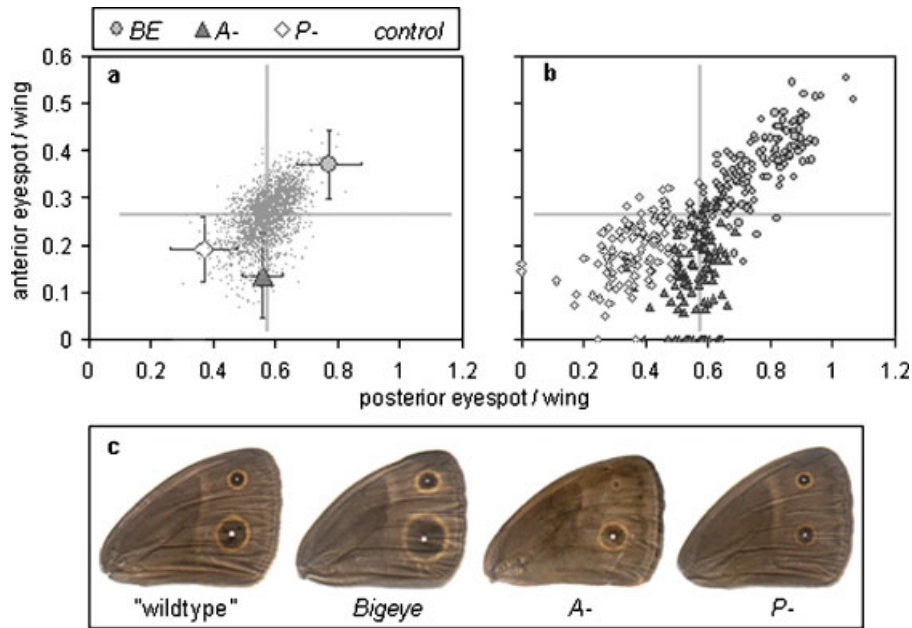 BE A- P- control
a
b
0.6
0.5
0.4
0.3
0.2
0.1
0
anterior eyespot / wing
0 0.2 0.4 0.6 0.8 1 1.2
0 0.2 0.4 0.6 0.8 1 1.2
posterior eyespot / wing
c
"wildtype" Bigeye A- P-